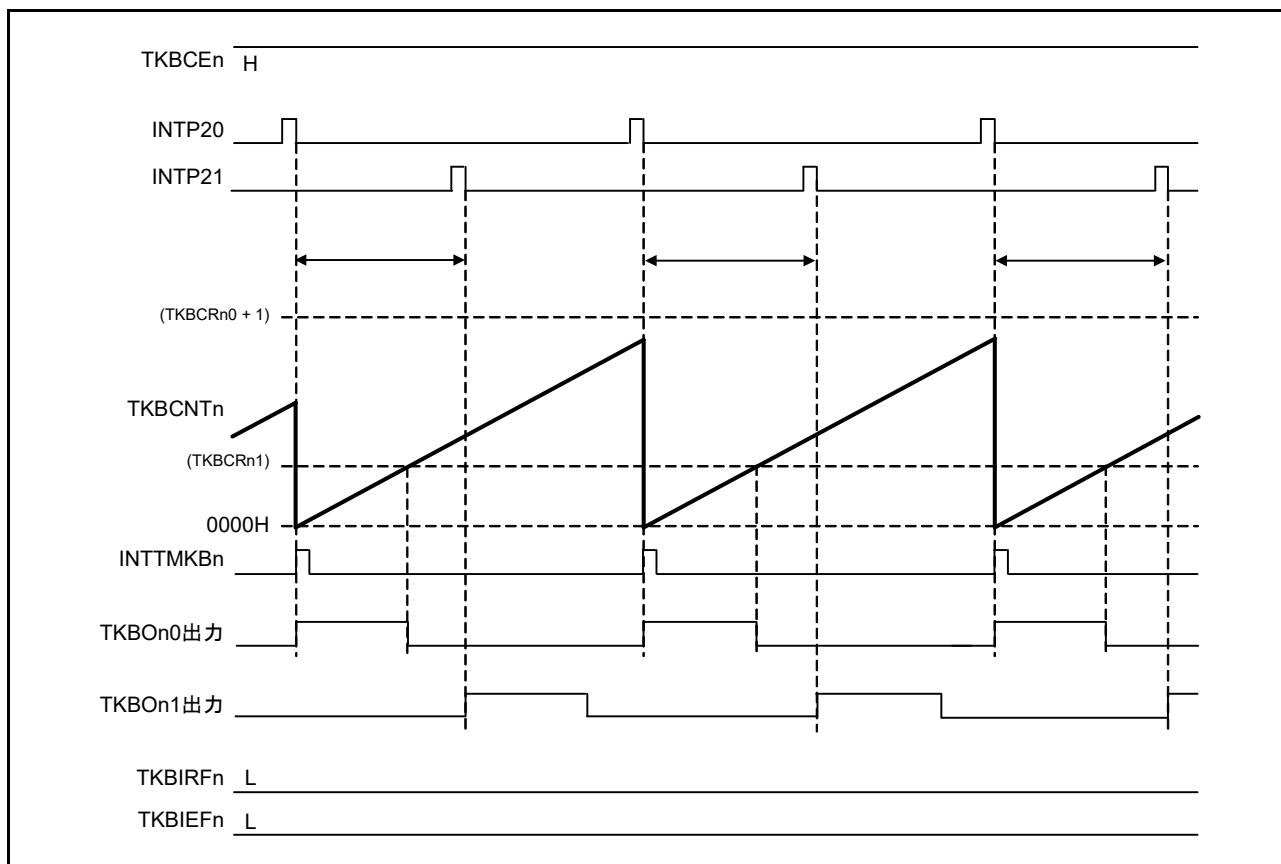 TKBCEn H
INTP20
INTP21
(TKBCRn0 + 1)
TKBCNTn
(TKBCRn1)
0000H
INTTMKBn
TKBOn0出力
TKBOn1出力
TKBIRFn L
TKBIEFn L